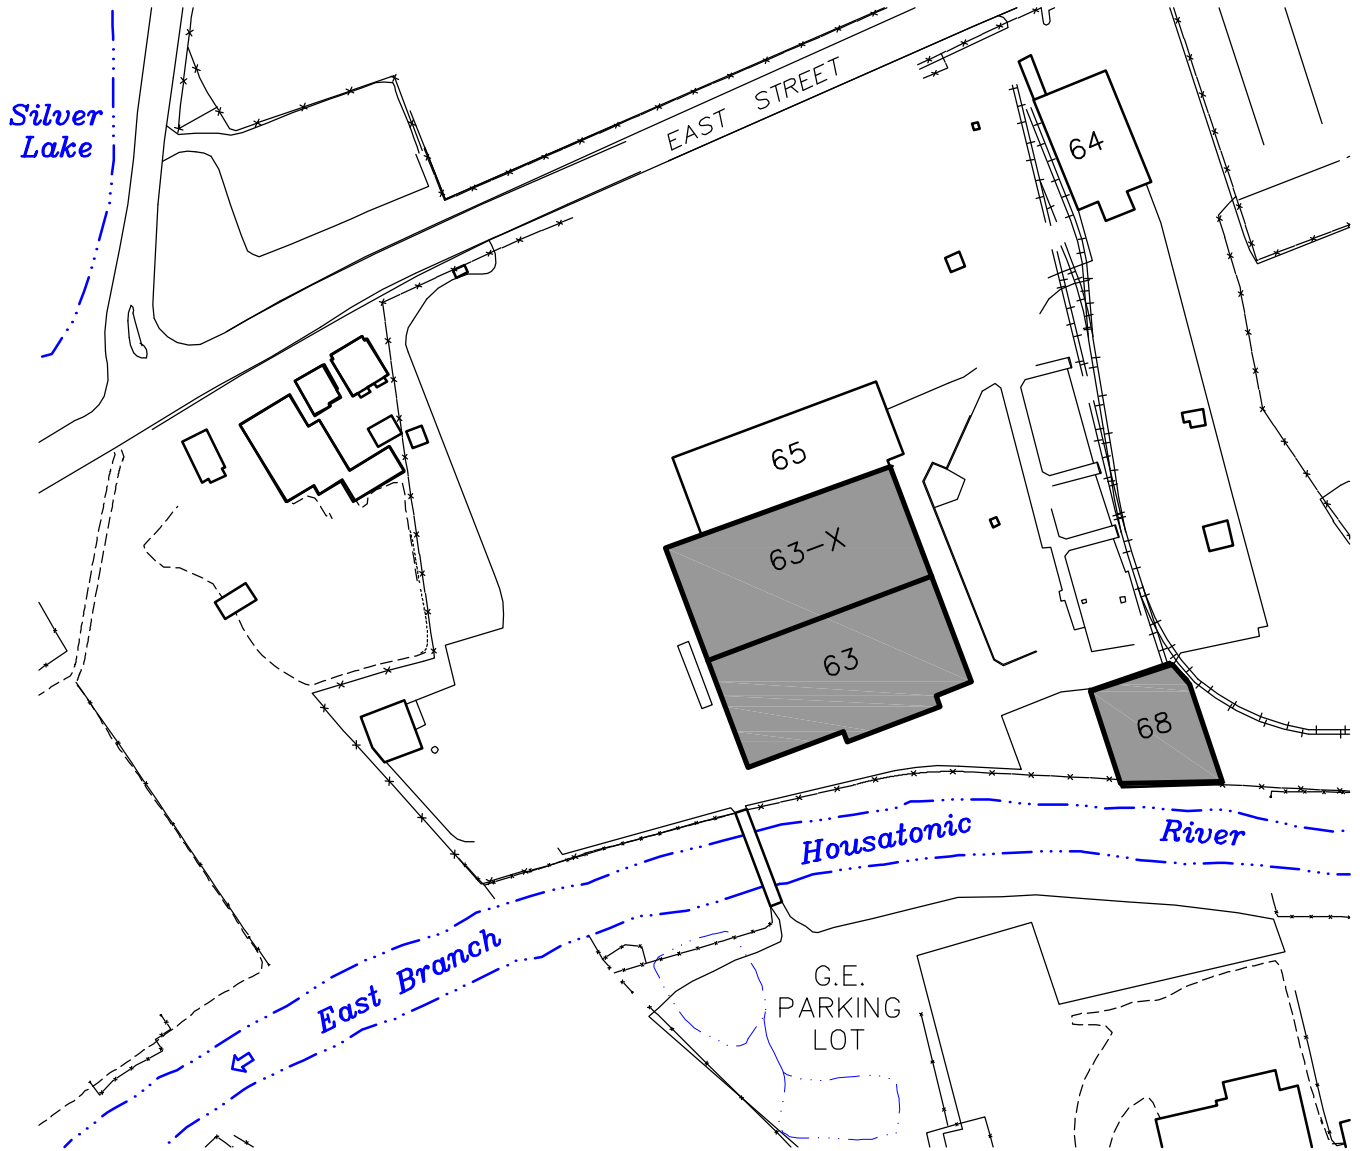 Silver
Lake
EAST STREET
64
65
63-X
63
68
Housatonic River
East Branch
G.E.
PARKING
LOT